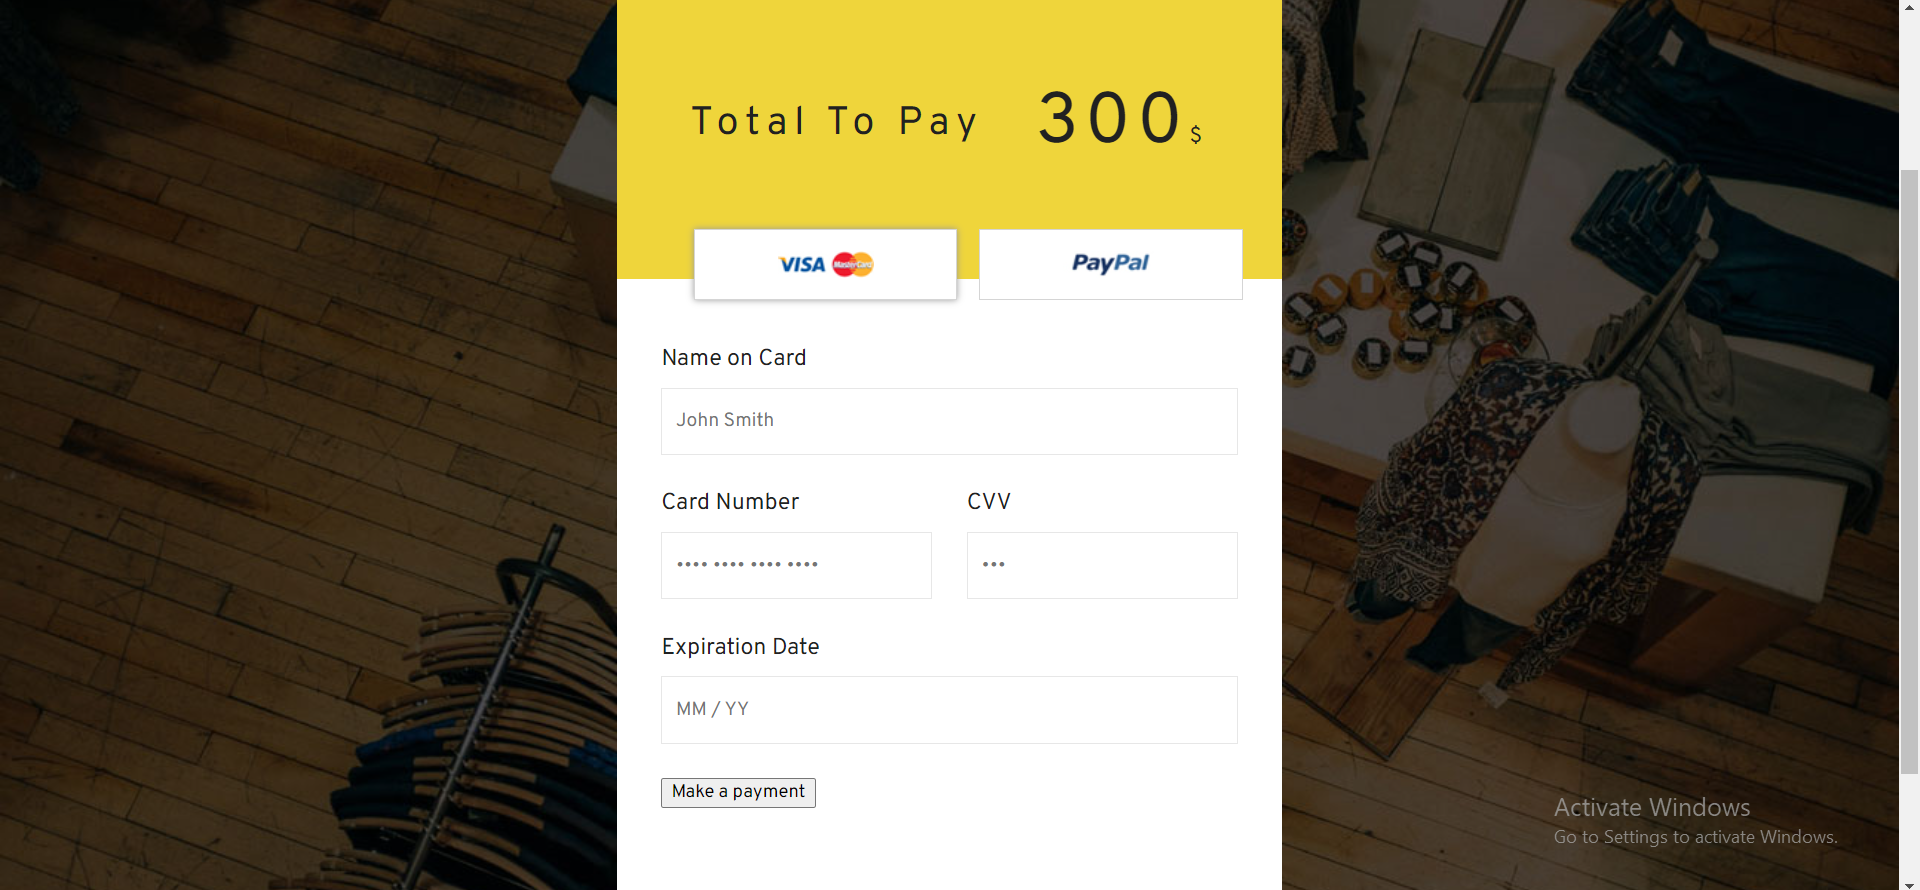 Total To Pay 300 $
VISA MasterCard PayPal
Name on Card
John Smith
Card Number CVV
•••• •••• •••• •••• •••
Expiration Date
MM / YY
Make a payment
Activate Windows
Go to Settings to activate Windows.